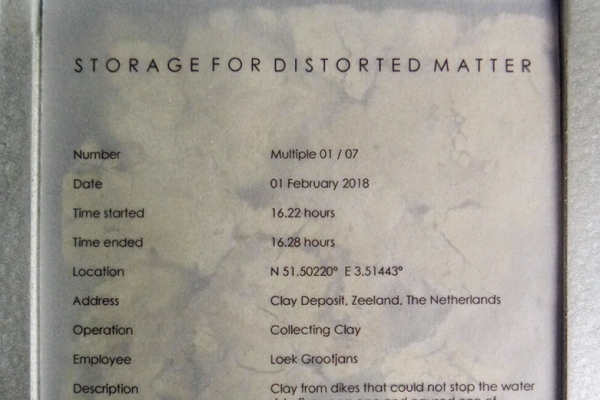 STORAGE FOR DISTORTED MATTER
Number Multiple 01 / 07
Date 01 February 2018
Time started 16.22 hours
Time ended 16.28 hours
Location N 51.50220° E 3.51443°
Address Clay Deposit, Zeeland, The Netherlands
Operation Collecting Clay
Employee Loek Grootjans
Description Clay from dikes that could not stop the water